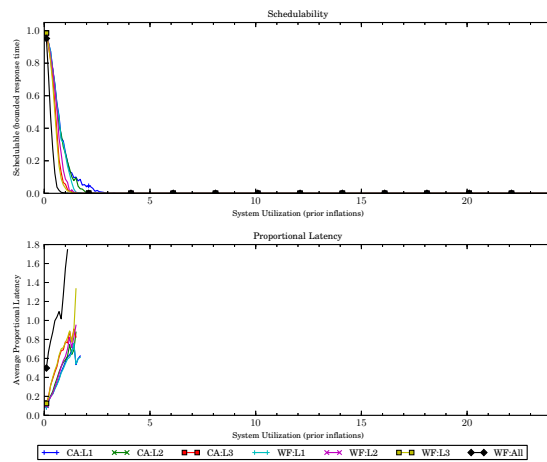 Schedulability
Schedulable (bounded response time)
1.0
0.8
0.6
0.4
0.2
0.0
0 5 10 15 20
System Utilization (prior inflations)
Proportional Latency
Average Proportional Latency
1.8
1.6
1.4
1.2
1.0
0.8
0.6
0.4
0.2
0.0
0 5 10 15 20
System Utilization (prior inflations)
CA:L1 CA:L2 CA:L3 WF:L1 WF:L2 WF:L3 WF:All